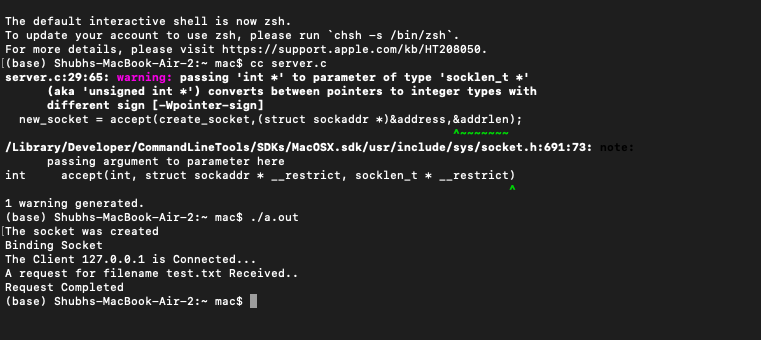 The default interactive shell is now zsh.
To update your account to use zsh, please run `chsh -s /bin/zsh`.
For more details, please visit https://support.apple.com/kb/HT208050.
[(base) Shubhs-MacBook-Air-2:~ mac$ cc server.c
server.c:29:65: warning: passing 'int *' to parameter of type 'socklen_t *'
      (aka 'unsigned int *') converts between pointers to integer types with
      different sign [-Wpointer-sign]
  new_socket = accept(create_socket,(struct sockaddr *)&address,&addrlen);
                                                                ^~~~~~~~
/Library/Developer/CommandLineTools/SDKs/MacOSX.sdk/usr/include/sys/socket.h:691:73: note:
      passing argument to parameter here
int     accept(int, struct sockaddr * __restrict, socklen_t * __restrict)
                                                                        ^
1 warning generated.
(base) Shubhs-MacBook-Air-2:~ mac$ ./a.out
[The socket was created
Binding Socket
The Client 127.0.0.1 is Connected...
A request for filename test.txt Received..
Request Completed
(base) Shubhs-MacBook-Air-2:~ mac$